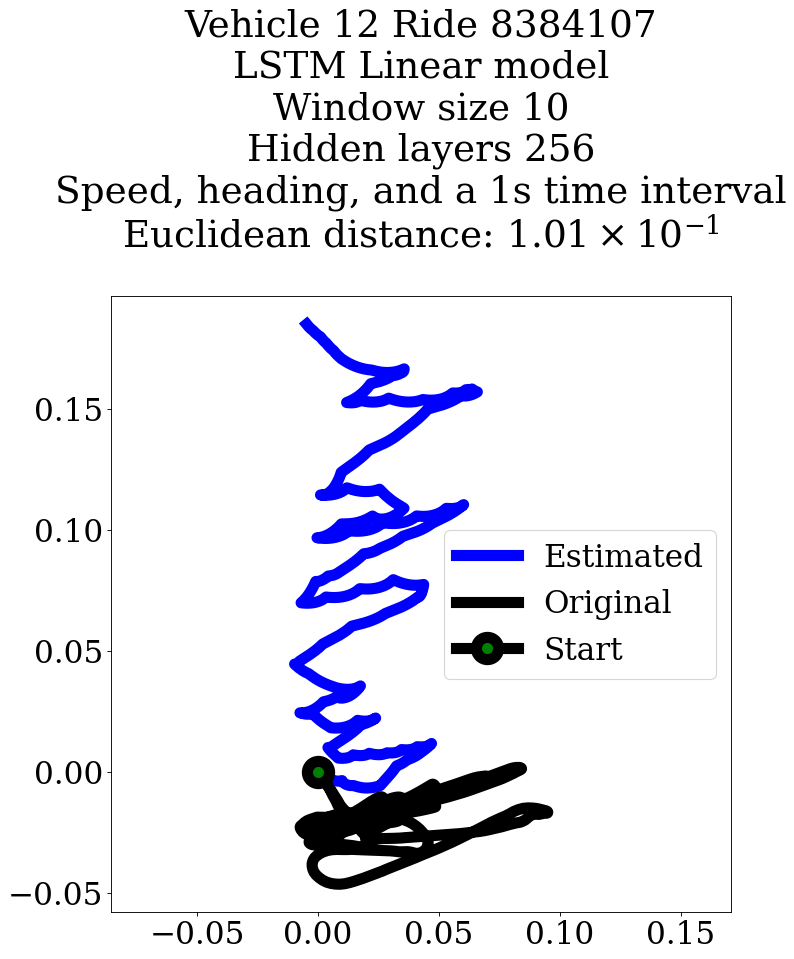 Vehicle 12 Ride 8384107
LSTM Linear model
Window size 10
Hidden layers 256
Speed, heading, and a 1s time interval
Euclidean distance: 1.01 × 10⁻¹
0.15
0.10
Estimated
Original
0.05
Start
0.00
−0.05
−0.05 0.00 0.05 0.10 0.15